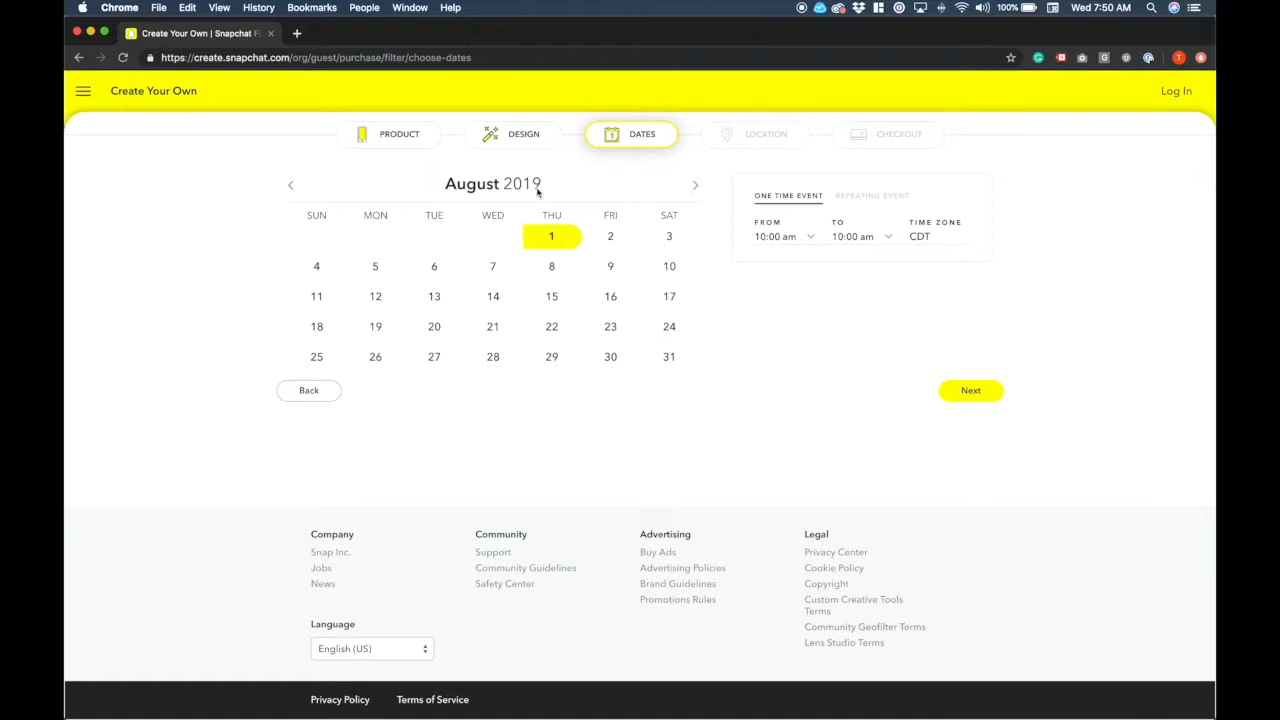 Chrome File Edit View History Bookmarks People Window Help 100% Wed 7:50 AM
Create Your Own | Snapchat Fi
https://create.snapchat.com/org/guest/purchase/filter/choose-dates
Create Your Own Log In
PRODUCT DESIGN DATES LOCATION CHECKOUT
August 2019
SUN MON TUE WED THU FRI SAT
1 2 3
4 5 6 7 8 9 10
11 12 13 14 15 16 17
18 19 20 21 22 23 24
25 26 27 28 29 30 31
ONE TIME EVENT REPEATING EVENT
FROM TO TIME ZONE
10:00 am 10:00 am CDT
Back Next
Company
Snap Inc.
Jobs
News
Community
Support
Community Guidelines
Safety Center
Advertising
Buy Ads
Advertising Policies
Brand Guidelines
Promotions Rules
Legal
Privacy Center
Cookie Policy
Copyright
Custom Creative Tools
Terms
Community Geofilter Terms
Lens Studio Terms
Language
English (US)
Privacy Policy Terms of Service